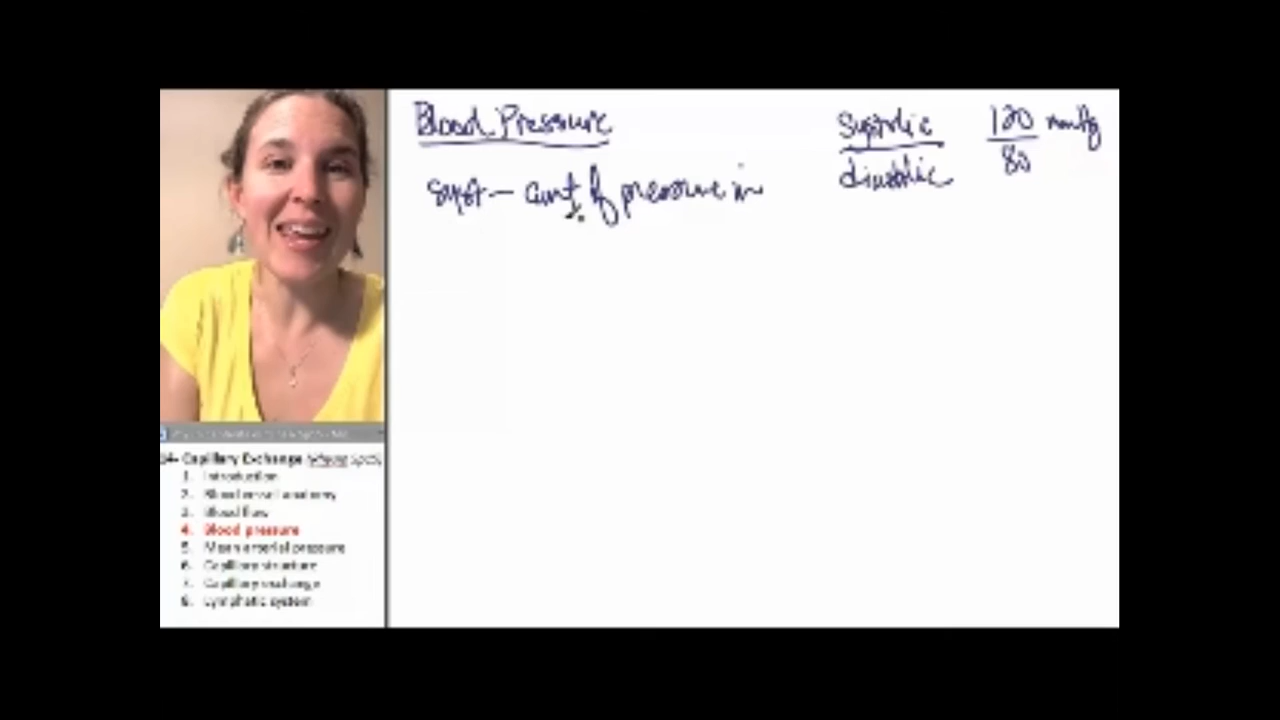 Blood Pressure
Systolic 120 mmHg
diastolic 80
syst - amt of pressure in
14- Capillary Exchange
1. Introduction
2. Blood vessel anatomy
3. Blood flow
4. Blood pressure
5. Mean arterial pressure
6. Capillary structure
7. Capillary exchange
8. Lymphatic system